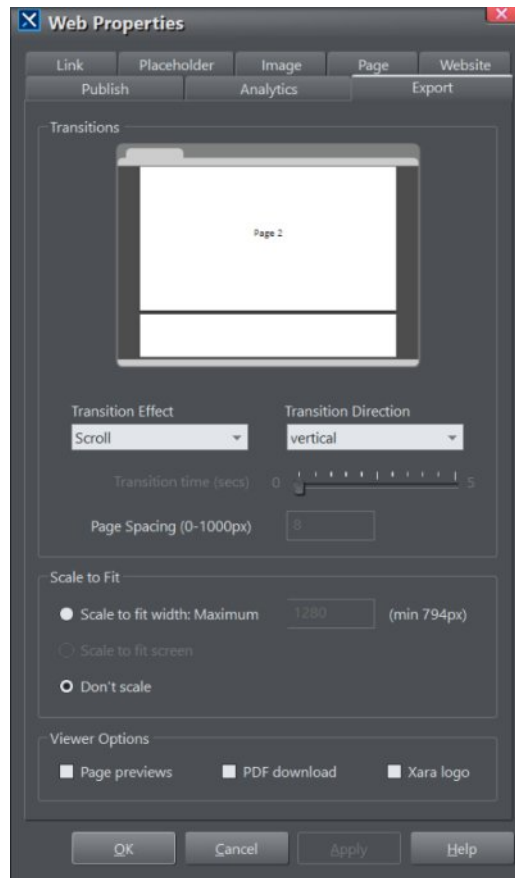 Web Properties
Link Placeholder Image Page Website
Publish Analytics Export
Transitions
Page 2
Transition Effect Transition Direction
Scroll vertical
Transition time (secs) 0 5
Page Spacing (0-1000px) 8
Scale to Fit
Scale to fit width: Maximum 1280 (min 794px)
Scale to fit screen
Don't scale
Viewer Options
Page previews PDF download Xara logo
OK Cancel Apply Help